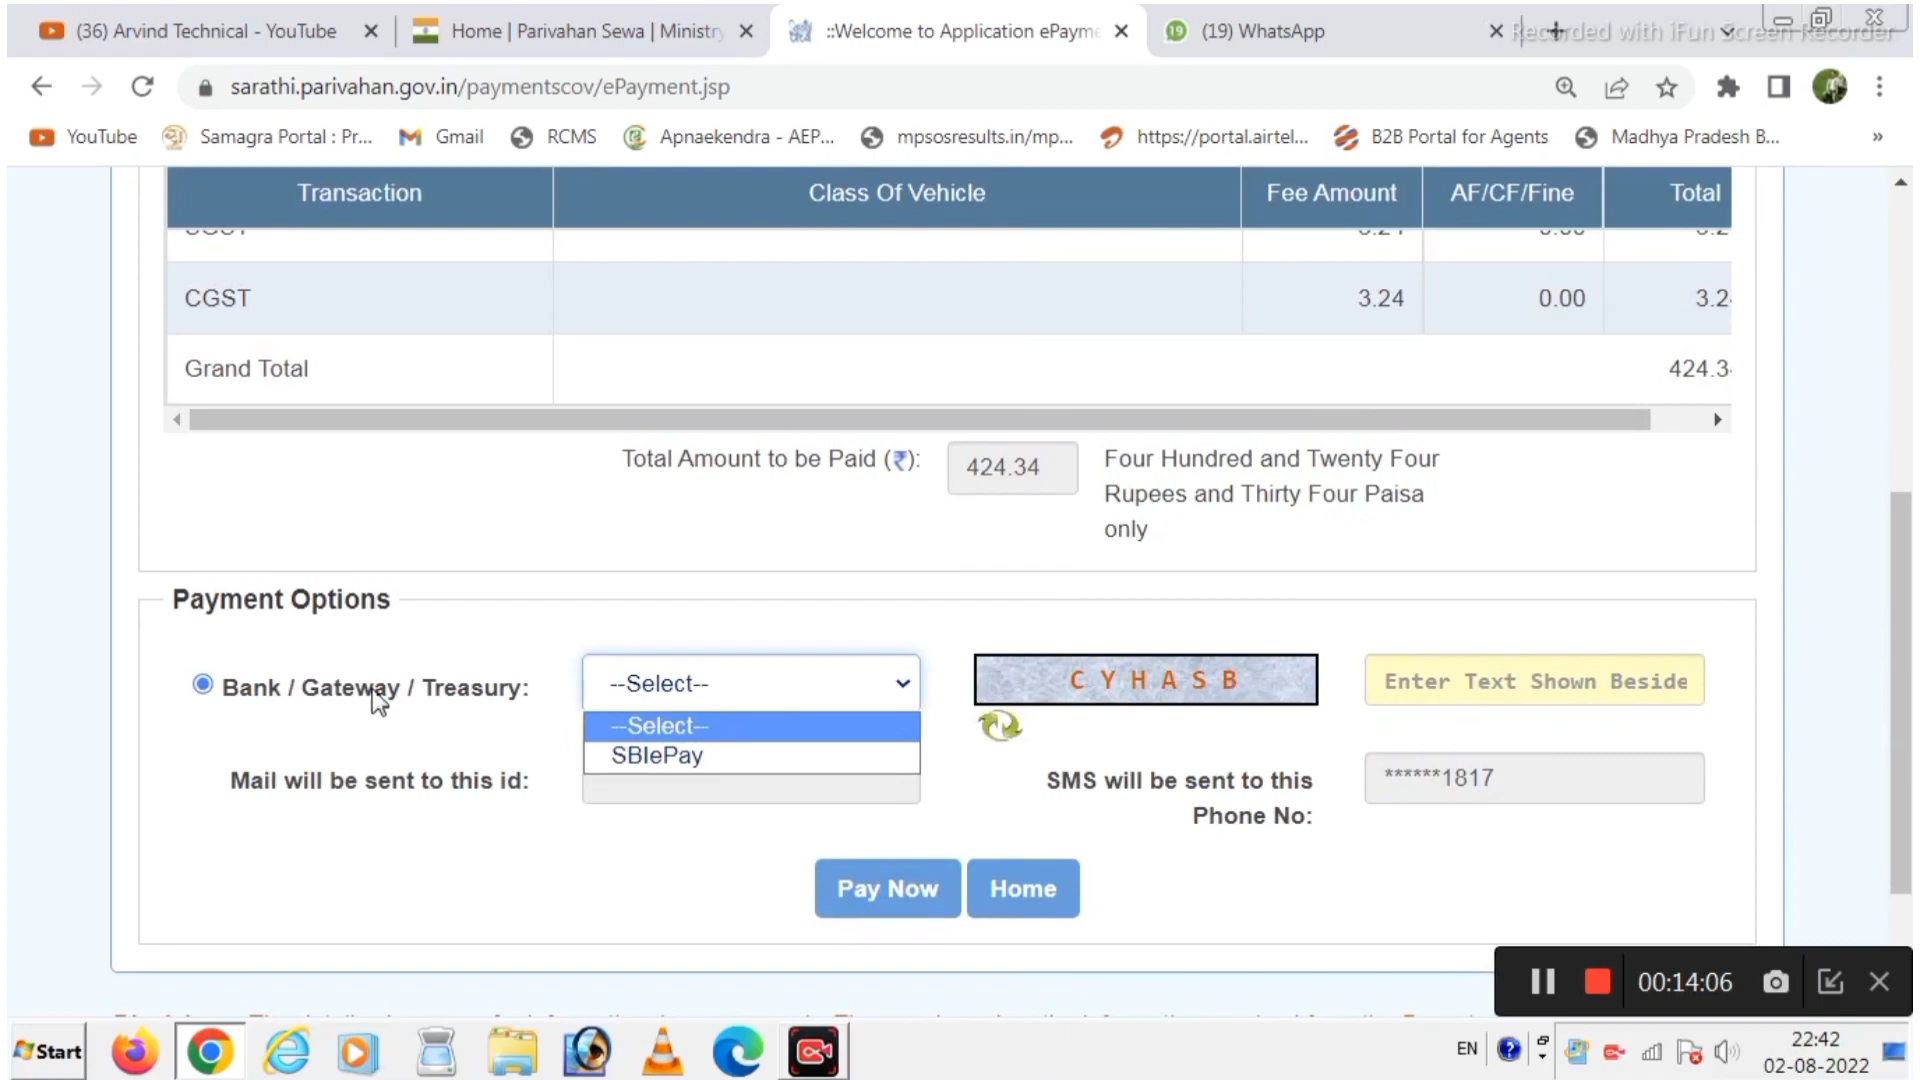 (36) Arvind Technical - YouTube
Home | Parivahan Sewa | Ministry
::Welcome to Application ePayme
(19) WhatsApp
Recorded with iFun Screen Recorder
sarathi.parivahan.gov.in/paymentscov/ePayment.jsp
YouTube
Samagra Portal : Pr...
Gmail
RCMS
Apnaekendra - AEP...
mpsosresults.in/mp...
https://portal.airtel...
B2B Portal for Agents
Madhya Pradesh B...
»
Transaction Class Of Vehicle Fee Amount AF/CF/Fine Total
CGST 3.24 0.00 3.2
Grand Total 424.3
Total Amount to be Paid (₹): 424.34 Four Hundred and Twenty Four
Rupees and Thirty Four Paisa
only
Payment Options
Bank / Gateway / Treasury: --Select-- CYHASB Enter Text Shown Beside
--Select--
SBIePay
Mail will be sent to this id: SMS will be sent to this ******1817
Phone No:
Pay Now Home
00:14:06
Start
EN
22:42
02-08-2022